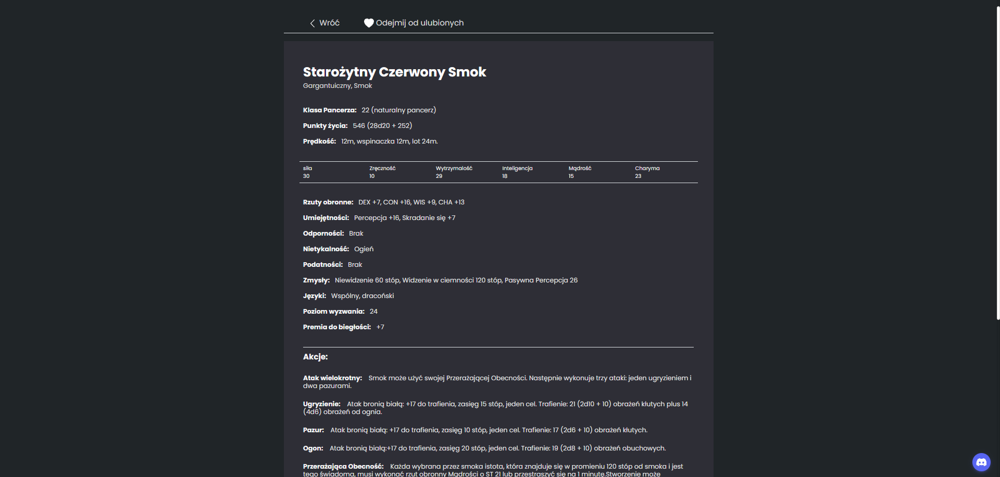 Wróć Odejmij od ulubionych
Starożytny Czerwony Smok
Gargantuiczny, Smok
Klasa Pancerza: 22 (naturalny pancerz)
Punkty życia: 546 (28d20 + 252)
Prędkość: 12m, wspinaczka 12m, lot 24m.
siła Zręczność Wytrzymałość Inteligencja Mądrość Charyma
30 10 29 18 15 23
Rzuty obronne: DEX +7, CON +16, WIS +9, CHA +13
Umiejętności: Percepcja +16, Skradanie się +7
Odporności: Brak
Nietykalność: Ogień
Podatności: Brak
Zmysły: Niewidzenie 60 stóp, Widzenie w ciemności 120 stóp, Pasywna Percepcja 26
Języki: Wspólny, dracoński
Poziom wyzwania: 24
Premia do biegłości: +7
Akcje:
Atak wielokrotny: Smok może użyć swojej Przerażającej Obecności. Następnie wykonuje trzy ataki: jeden ugryzieniem i
dwa pazurami.
Ugryzienie: Atak bronią białą: +17 do trafienia, zasięg 15 stóp, jeden cel. Trafienie: 21 (2d10 + 10) obrażeń kłutych plus 14
(4d6) obrażeń od ognia.
Pazur: Atak bronią białą: +17 do trafienia, zasięg 10 stóp, jeden cel. Trafienie: 17 (2d6 + 10) obrażeń kłutych.
Ogon: Atak bronią białą:+17 do trafienia, zasięg 20 stóp, jeden cel. Trafienie: 19 (2d8 + 10) obrażeń obuchowych.
Przerażająca Obecność: Każda wybrana przez smoka istota, która znajduje się w promieniu 120 stóp od smoka i jest
tego świadoma, musi wykonać rzut obronny Mądrości o ST 21 lub przestraszyć się na 1 minutę.Stworzenie może